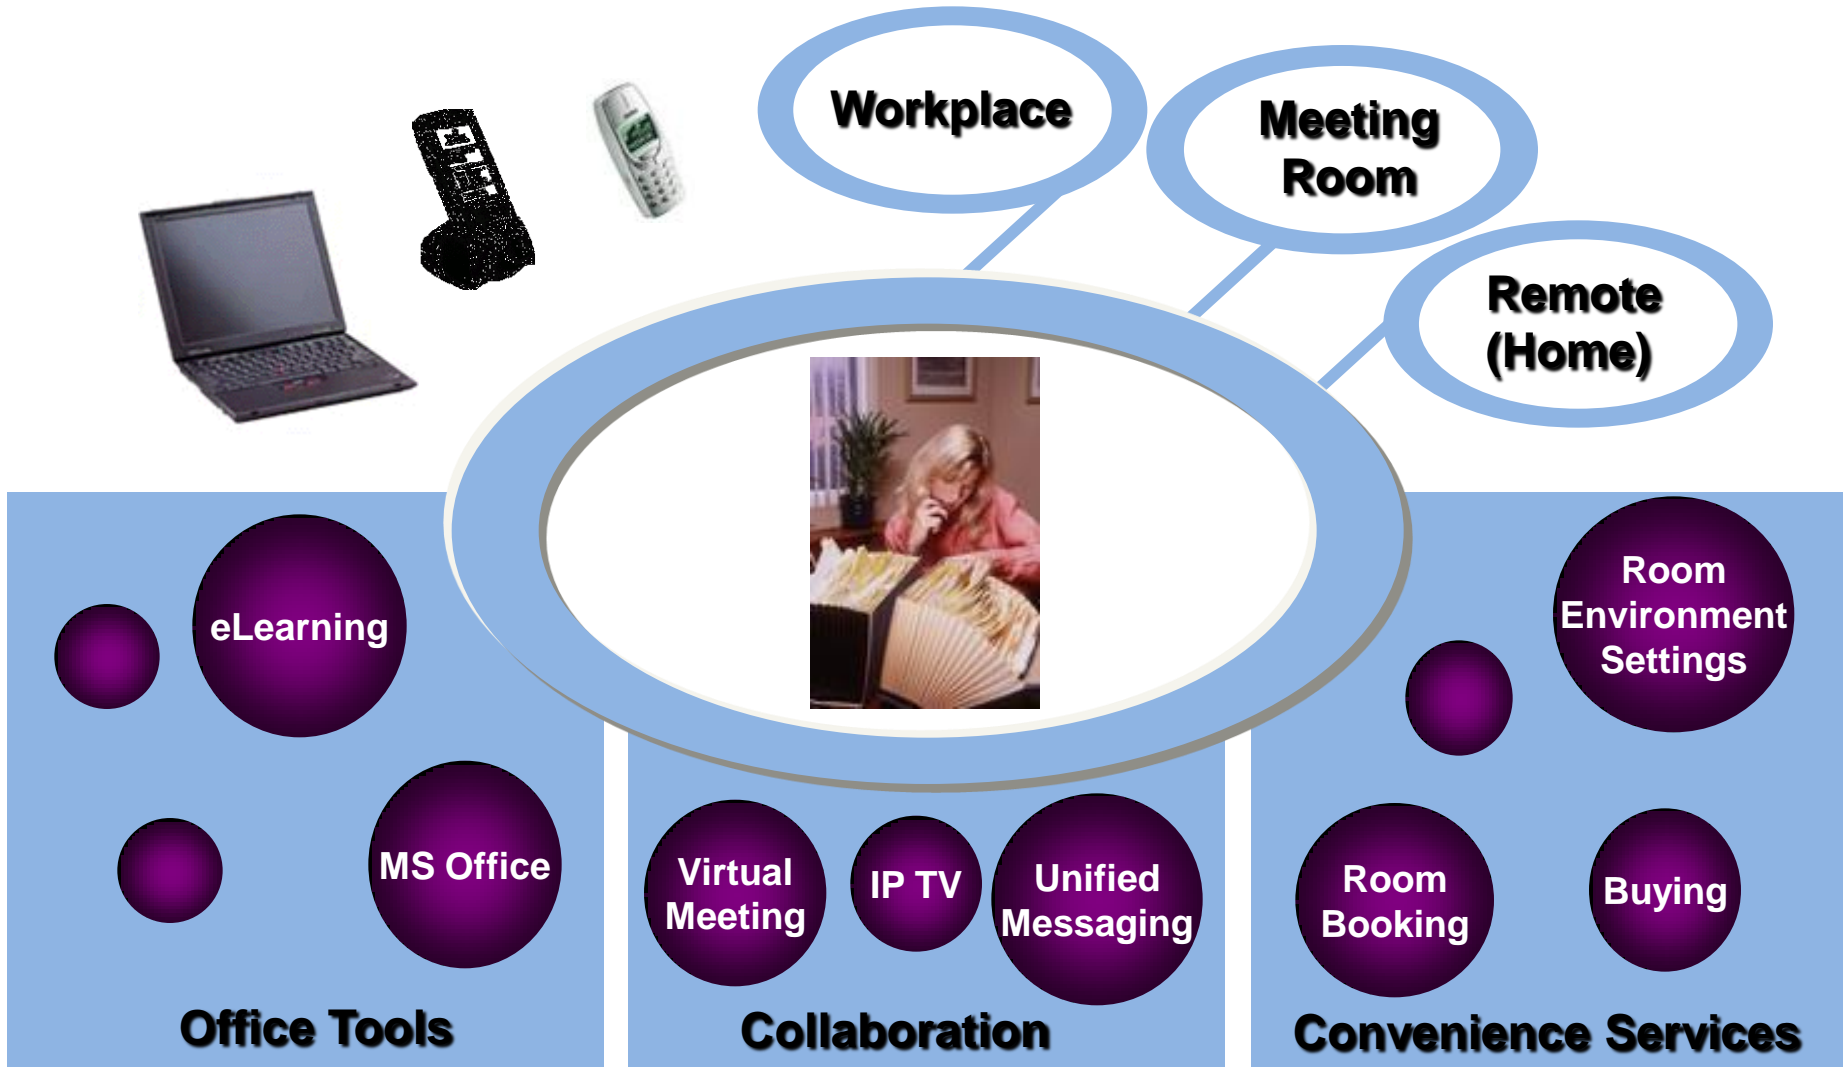 Workplace
Meeting
Room
Remote
(Home)
eLearning
MS Office
Office Tools
Virtual
Meeting
IP TV
Unified
Messaging
Collaboration
Room
Environment
Settings
Room
Booking
Buying
Convenience Services